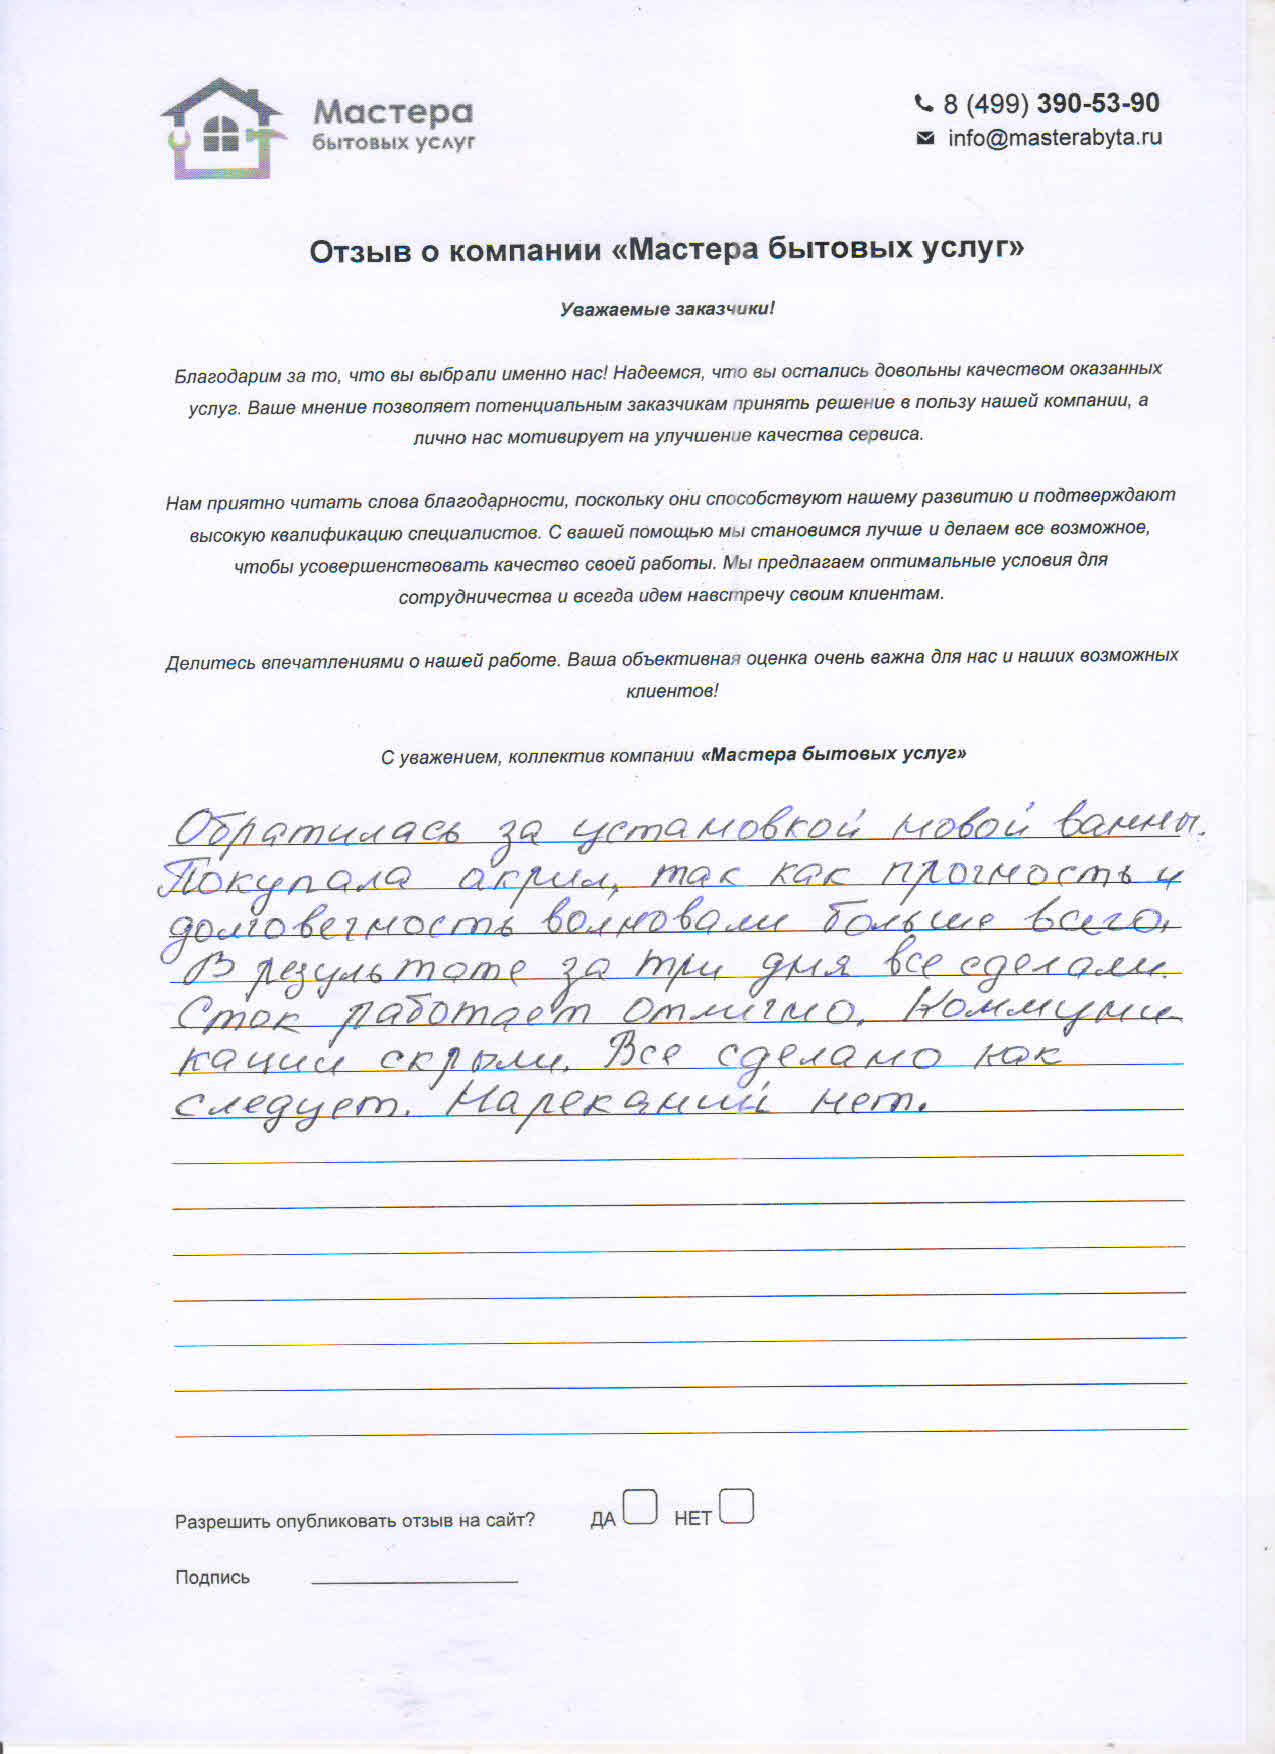 Мастера
бытовых услуг
8 (499) 390-53-90
info@masterabyta.ru
Отзыв о компании «Мастера бытовых услуг»
Уважаемые заказчики!
Благодарим за то, что вы выбрали именно нас! Надеемся, что вы остались довольны качеством оказанных
услуг. Ваше мнение позволяет потенциальным заказчикам принять решение в пользу нашей компании, а
лично нас мотивирует на улучшение качества сервиса.
Нам приятно читать слова благодарности, поскольку они способствуют нашему развитию и подтверждают
высокую квалификацию специалистов. С вашей помощью мы становимся лучше и делаем все возможное,
чтобы усовершенствовать качество своей работы. Мы предлагаем оптимальные условия для
сотрудничества и всегда идем навстречу своим клиентам.
Делитесь впечатлениями о нашей работе. Ваша объективная оценка очень важна для нас и наших возможных
клиентов!
С уважением, коллектив компании «Мастера бытовых услуг»
Обратилась за установкой новой ванны.
Покупала акрил, так как прочность и
долговечность волновали больше всего.
В результате за три дня все сделали.
Сток работает отлично. Коммуни-
кации скрыли. Все сделано как
следует. Нареканий нет.
Разрешить опубликовать отзыв на сайт? ДА НЕТ
Подпись